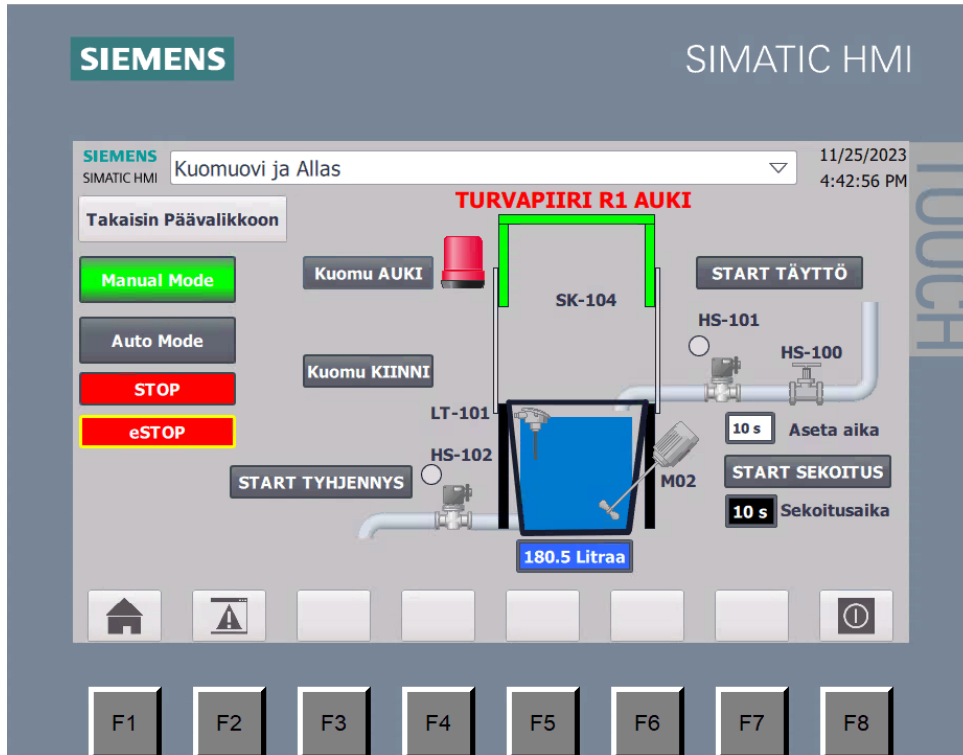 SIEMENS
SIMATIC HMI
TOUCH
SIEMENS
SIMATIC HMI
Kuomuovi ja Allas
11/25/2023
4:42:56 PM
Takaisin Päävalikkoon
TURVAPIIRI R1 AUKI
Manual Mode
Kuomu AUKI
START TÄYTTÖ
SK-104
HS-101
Auto Mode
HS-100
Kuomu KIINNI
STOP
LT-101
eSTOP
10 s
Aseta aika
HS-102
START TYHJENNYS
M02
START SEKOITUS
10 s
Sekoitusaika
180.5 Litraa
F1
F2
F3
F4
F5
F6
F7
F8